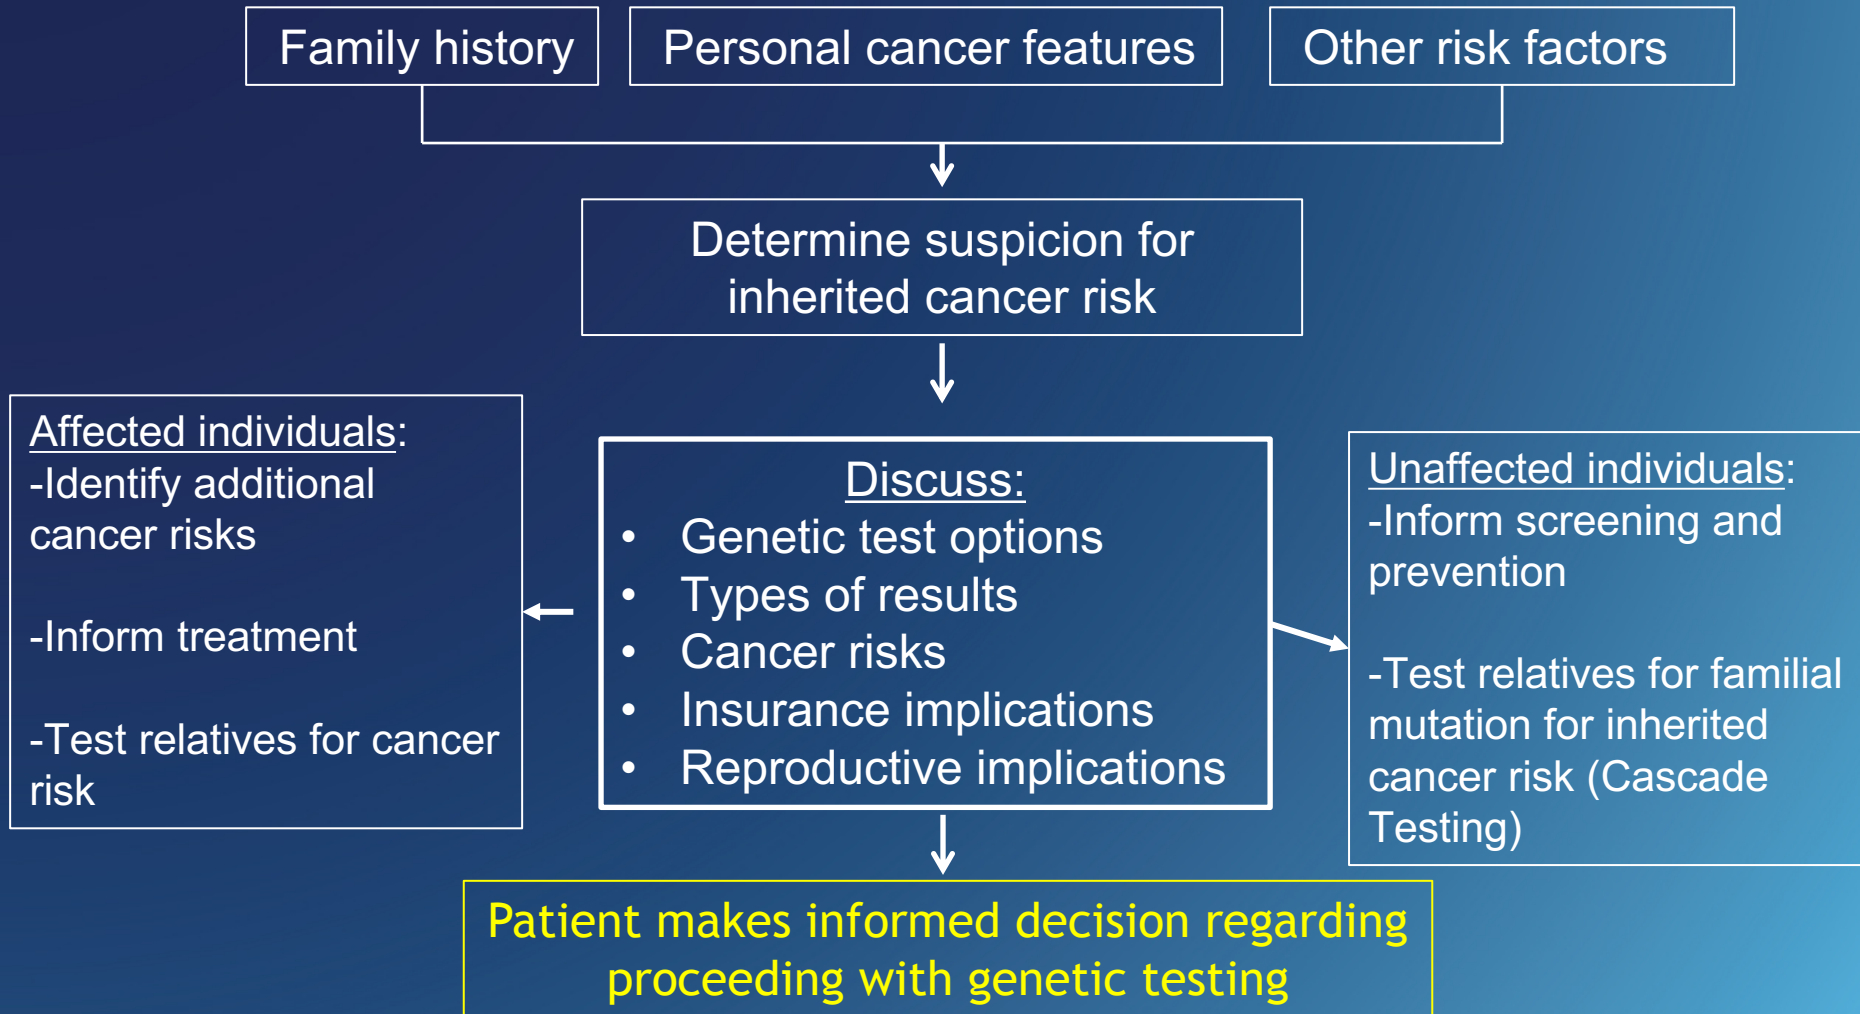 Family history
Personal cancer features
Other risk factors
Determine suspicion for
inherited cancer risk
Affected individuals:
-Identify additional
cancer risks
-Inform treatment
-Test relatives for cancer
risk
Discuss:
• Genetic test options
• Types of results
• Cancer risks
• Insurance implications
• Reproductive implications
Unaffected individuals:
-Inform screening and
prevention
-Test relatives for familial
mutation for inherited
cancer risk (Cascade
Testing)
Patient makes informed decision regarding
proceeding with genetic testing